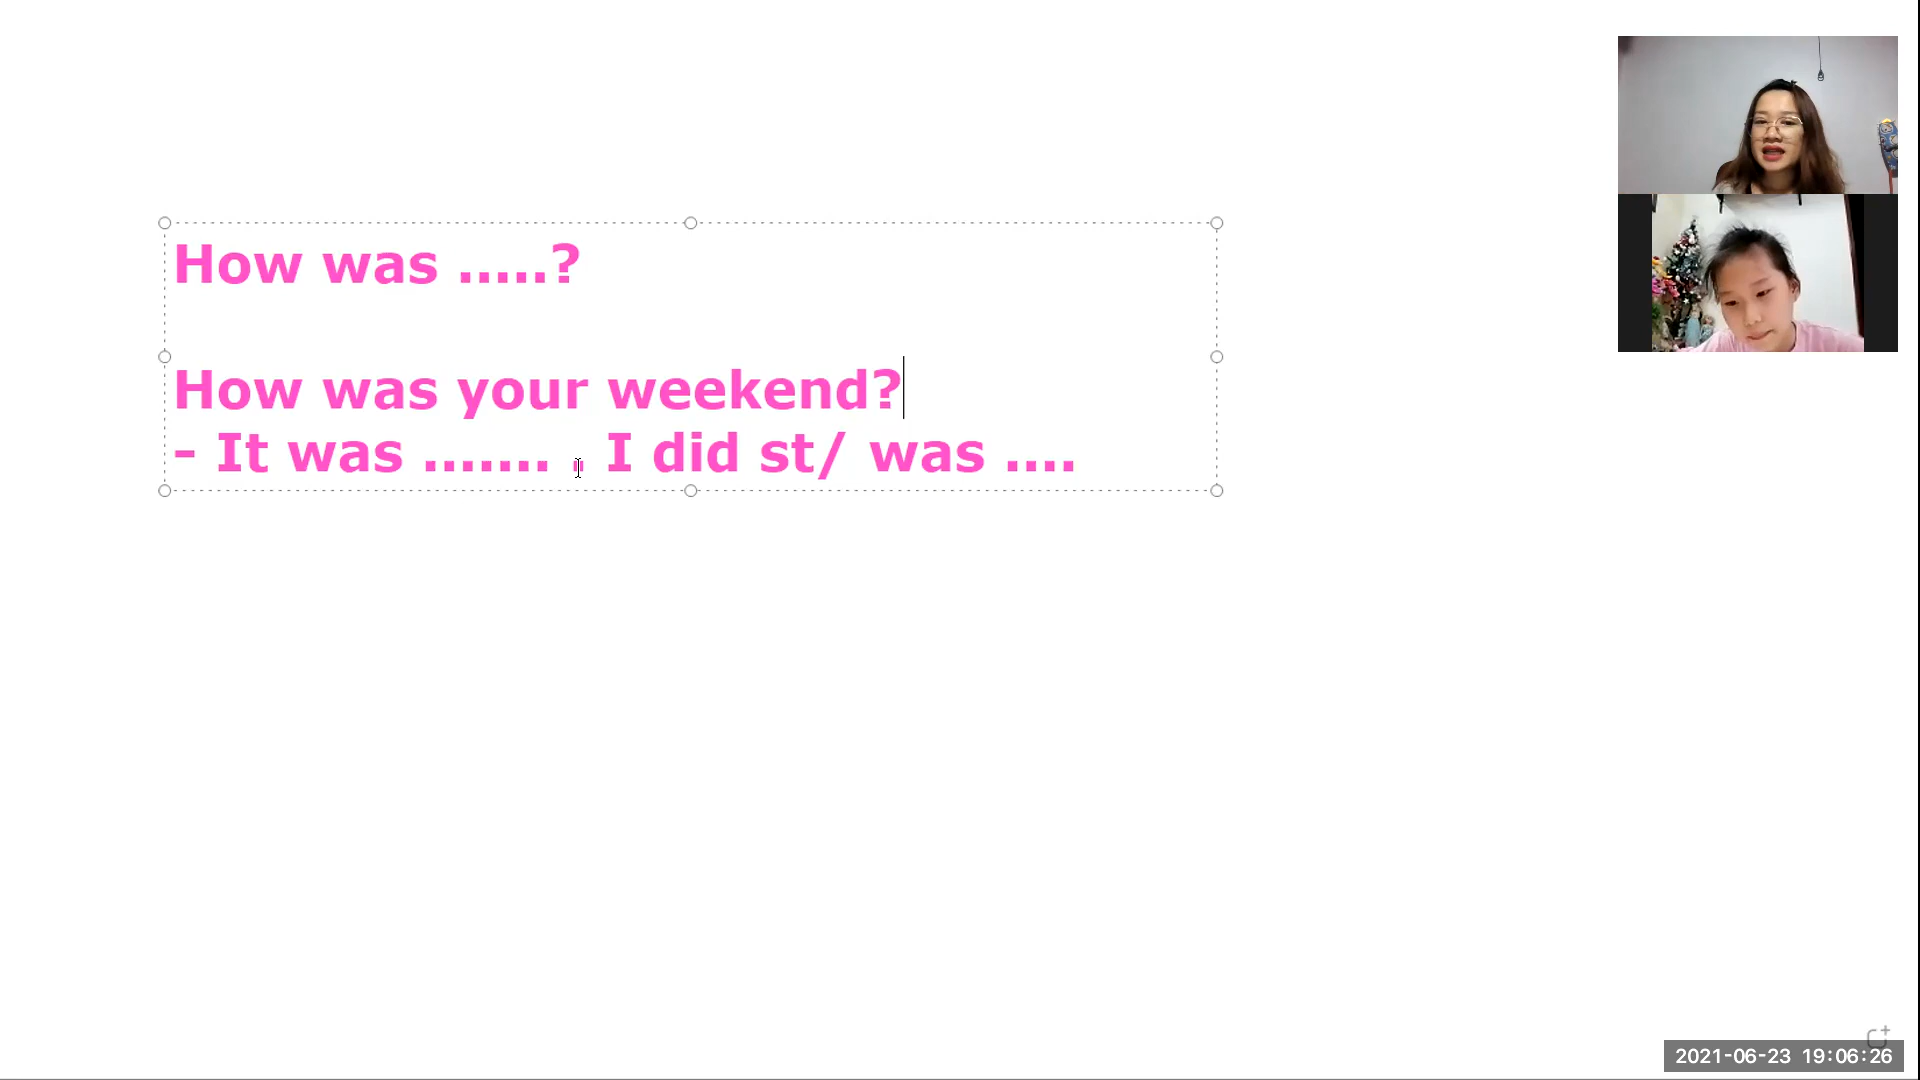 How was .....?
How was your weekend?
- It was ....... . I did st/ was ....
2021-06-23 19:06:26